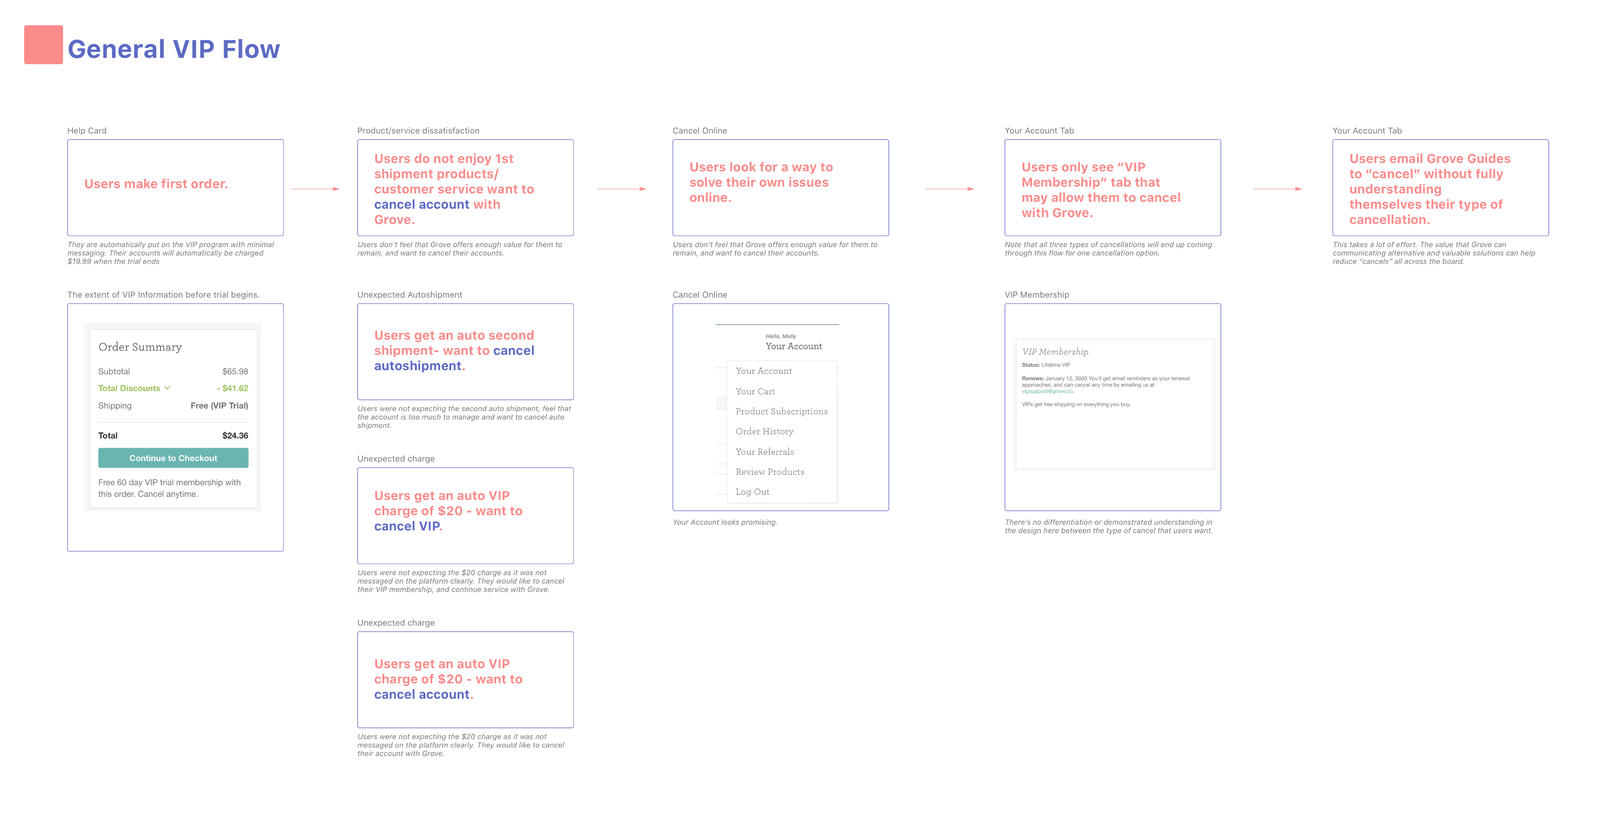 General VIP Flow
Help Card
Users make first order.
They are automatically put on the VIP program with minimal
messaging. Their accounts will automatically be charged
$19.99 when the trial ends
The extent of VIP Information before trial begins.
Order Summary
Subtotal $65.98
Total Discounts - $41.62
Shipping Free (VIP Trial)
Total $24.36
Continue to Checkout
Free 60 day VIP trial membership with
this order. Cancel anytime.
Product/service dissatisfaction
Users do not enjoy 1st
shipment products/
customer service want to
cancel account with
Grove.
Users don't feel that Grove offers enough value for them to
remain, and want to cancel their accounts.
Unexpected Autoshipment
Users get an auto second
shipment- want to cancel
autoshipment.
Users were not expecting the second auto shipment, feel that
the account is too much to manage and want to cancel auto
shipment.
Unexpected charge
Users get an auto VIP
charge of $20 - want to
cancel VIP.
Users were not expecting the $20 charge as it was not
messaged on the platform clearly. They would like to cancel
their VIP membership, and continue service with Grove.
Unexpected charge
Users get an auto VIP
charge of $20 - want to
cancel account.
Users were not expecting the $20 charge as it was not
messaged on the platform clearly. They would like to cancel
their account with Grove.
Cancel Online
Users look for a way to
solve their own issues
online.
Users don't feel that Grove offers enough value for them to
remain, and want to cancel their accounts.
Cancel Online
Hello, Molly
Your Account
Your Account
Your Cart
Product Subscriptions
Order History
Your Referrals
Review Products
Log Out
Your Account looks promising.
Your Account Tab
Users only see “VIP
Membership” tab that
may allow them to cancel
with Grove.
Note that all three types of cancellations will end up coming
through this flow for one cancellation option.
VIP Membership
VIP Membership
Status: Lifetime VIP
Renews: January 12, 3000 You'll get email reminders as your renewal
approaches, and can cancel any time by emailing us at
vipsupport@grove.co.
VIPs get free shipping on everything you buy.
There's no differentiation or demonstrated understanding in
the design here between the type of cancel that users want.
Your Account Tab
Users email Grove Guides
to “cancel” without fully
understanding
themselves their type of
cancellation.
This takes a lot of effort. The value that Grove can
communicating alternative and valuable solutions can help
reduce “cancels” all across the board.